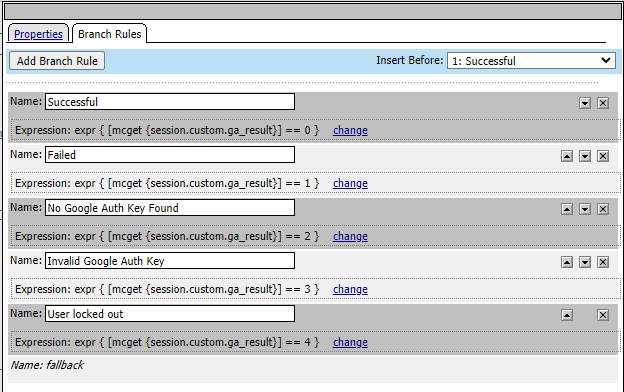 Properties Branch Rules
Add Branch Rule Insert Before: 1: Successful
Name: Successful
Expression: expr { [mcget {session.custom.ga_result}] == 0 } change
Name: Failed
Expression: expr { [mcget {session.custom.ga_result}] == 1 } change
Name: No Google Auth Key Found
Expression: expr { [mcget {session.custom.ga_result}] == 2 } change
Name: Invalid Google Auth Key
Expression: expr { [mcget {session.custom.ga_result}] == 3 } change
Name: User locked out
Expression: expr { [mcget {session.custom.ga_result}] == 4 } change
Name: fallback